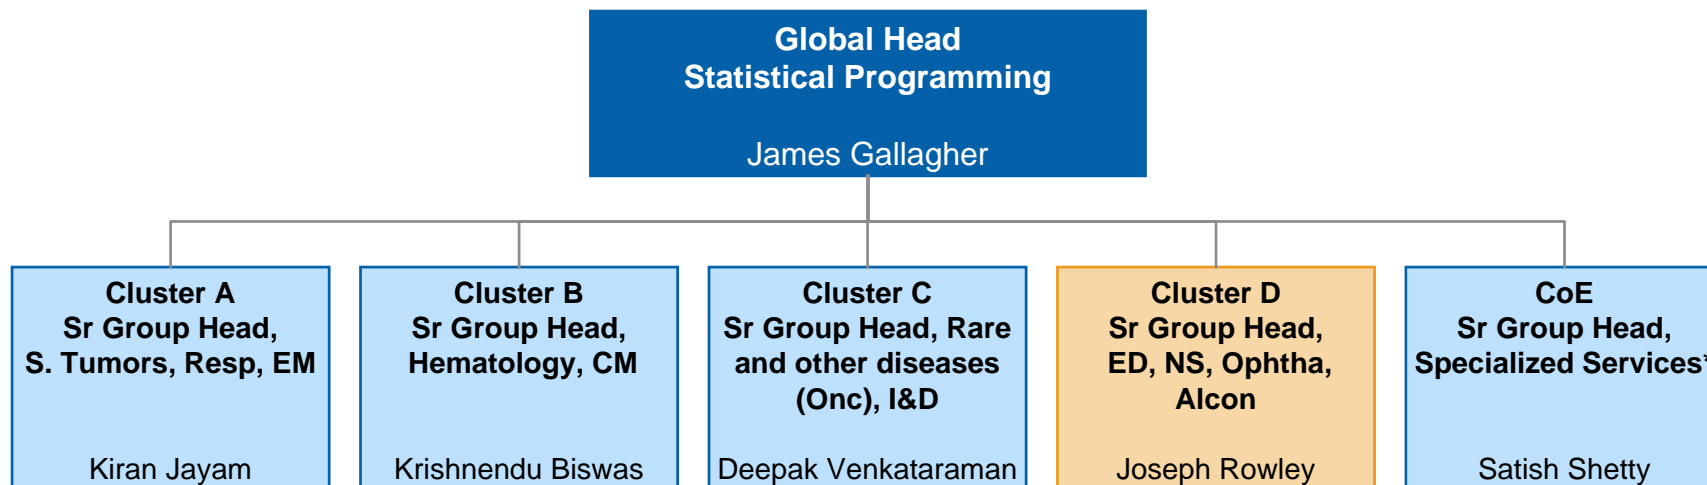 Global Head
Statistical Programming
James Gallagher
Cluster A
Sr Group Head,
S. Tumors, Resp, EM
Kiran Jayam
Cluster B
Sr Group Head,
Hematology, CM
Krishnendu Biswas
Cluster C
Sr Group Head, Rare
and other diseases
(Onc), I&D
Deepak Venkataraman
Cluster D
Sr Group Head,
ED, NS, Ophtha,
Alcon
Joseph Rowley
CoE
Sr Group Head,
Specialized Services*
Satish Shetty